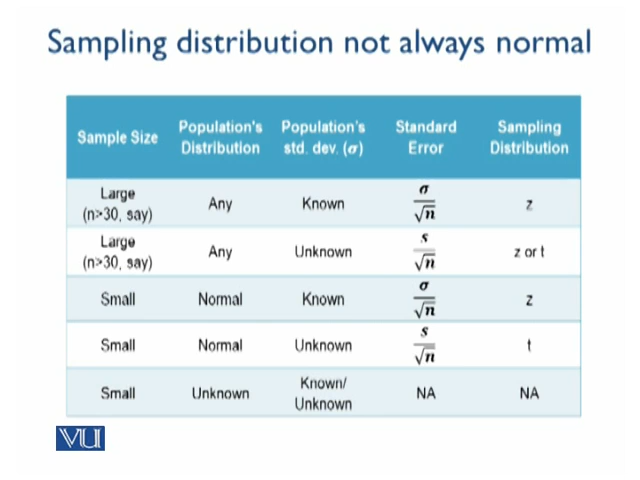 Sampling distribution not always normal
Sample Size Population's Distribution Population's std. dev. (σ) Standard Error Sampling Distribution
Large (n>30, say) Any Known σ/√n z
Large (n>30, say) Any Unknown s/√n z or t
Small Normal Known σ/√n z
Small Normal Unknown s/√n t
Small Unknown Known/ Unknown NA NA
VU